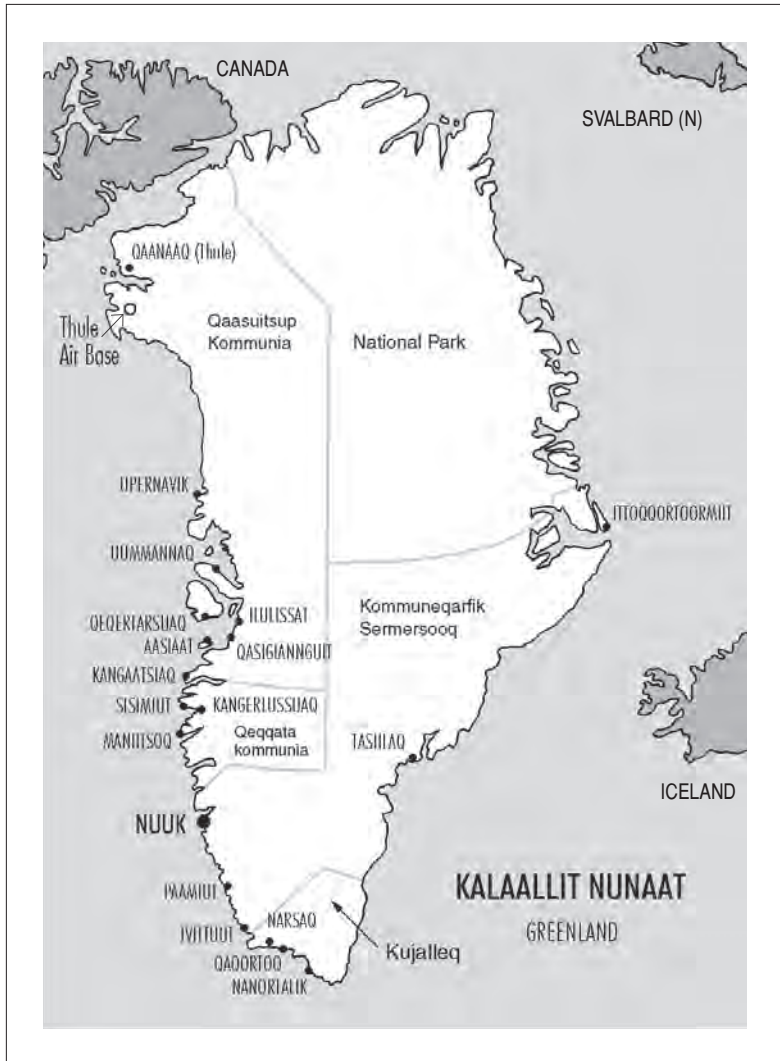 CANADA
SVALBARD (N)
QAANAAQ (Thule)
Thule
Air Base
Qaasuitsup
Kommunia
National Park
UPERNAVIK
ITTOQQORTOORMIIT
UUMMANNAQ
Kommuneqarfik
Sermersooq
QEQERTARSUAQ
ILULISSAT
AASIAAT
QASIGIANNGUIT
KANGAATSIAQ
SISIMIUT
KANGERLUSSUAQ
Qeqqata
kommunia
MANIITSOQ
TASIILAQ
ICELAND
NUUK
KALAALLIT NUNAAT
GREENLAND
PAAMIUT
NARSAQ
IVITTUUT
Kujalleq
QAQORTOQ
NANORTALIK